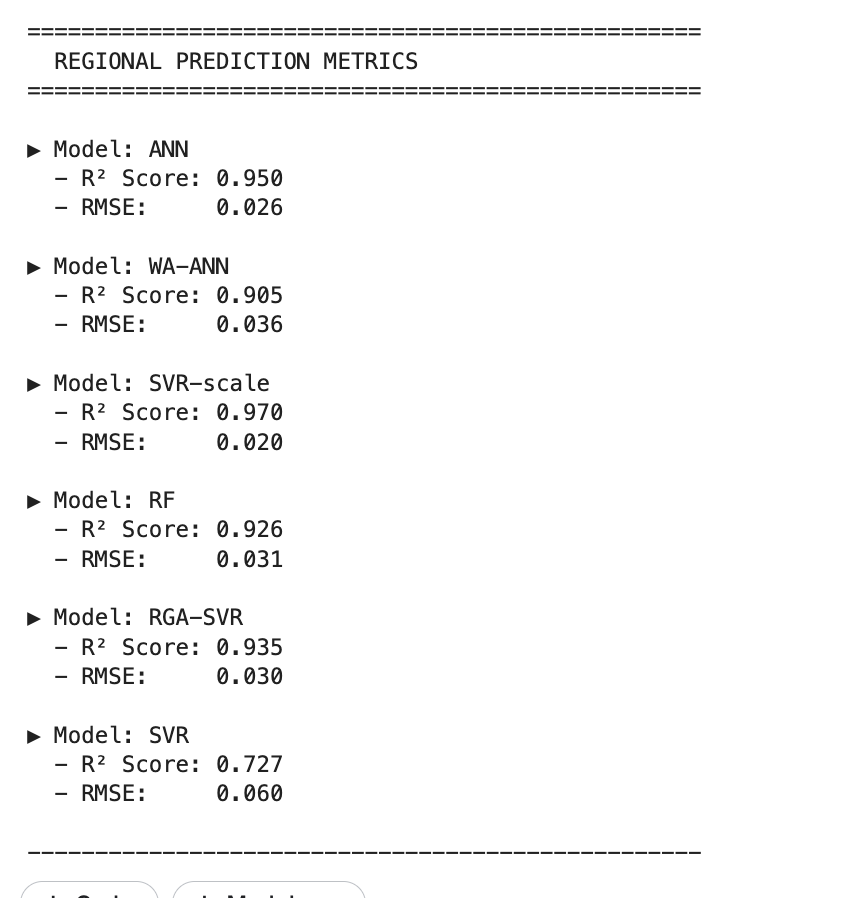 ==================================================
REGIONAL PREDICTION METRICS
==================================================
▶ Model: ANN
– R² Score: 0.950
– RMSE: 0.026
▶ Model: WA–ANN
– R² Score: 0.905
– RMSE: 0.036
▶ Model: SVR–scale
– R² Score: 0.970
– RMSE: 0.020
▶ Model: RF
– R² Score: 0.926
– RMSE: 0.031
▶ Model: RGA–SVR
– R² Score: 0.935
– RMSE: 0.030
▶ Model: SVR
– R² Score: 0.727
– RMSE: 0.060
––––––––––––––––––––––––––––––––––––––––––––––––––